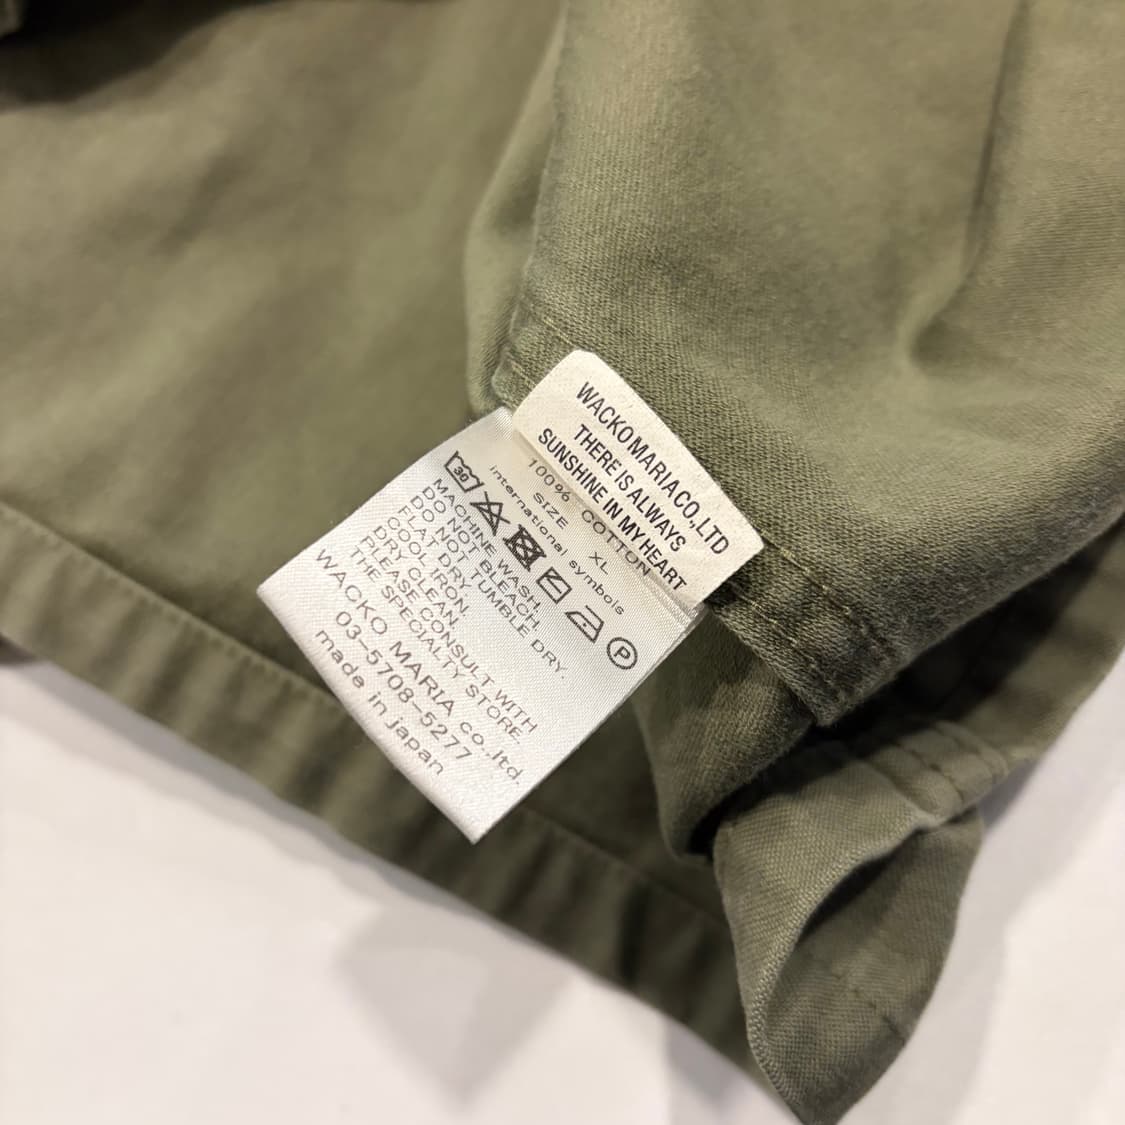 WACKO MARIA CO., LTD
THERE IS ALWAYS
SUNSHINE IN MY HEART
100% COTTON
SIZE XL
international symbols
30
P
MACHINE WASH,
DO NOT BLEACH,
DO NOT TUMBLE DRY.
FLAT DRY.
COOL IRON.
DRY CLEAN.
PLEASE CONSULT WITH
THE SPECIALTY STORE
WACKO MARIA co., ltd.
03-5708-5277
made in japan